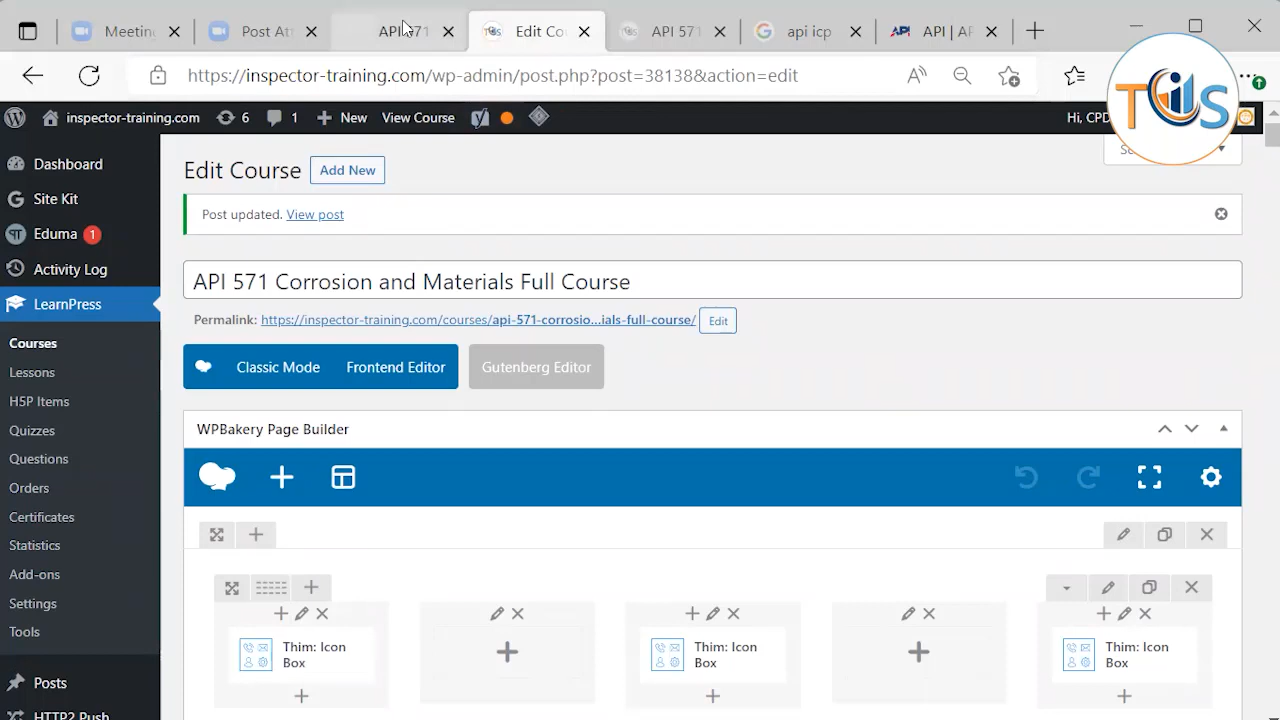 Meeting
Post Att
API 571
Edit Co
API 571
api icp
API | AP
https://inspector-training.com/wp-admin/post.php?post=38138&action=edit
TIS
inspector-training.com
6
1
New
View Course
Hi, CPD
Dashboard
Site Kit
Eduma 1
Activity Log
LearnPress
Courses
Lessons
H5P Items
Quizzes
Questions
Orders
Certificates
Statistics
Add-ons
Settings
Tools
Posts
HTTP2 Push
Edit Course
Add New
Post updated. View post
API 571 Corrosion and Materials Full Course
Permalink: https://inspector-training.com/courses/api-571-corrosio...ials-full-course/ Edit
Classic Mode
Frontend Editor
Gutenberg Editor
WPBakery Page Builder
Thim: Icon
Box
Thim: Icon
Box
Thim: Icon
Box